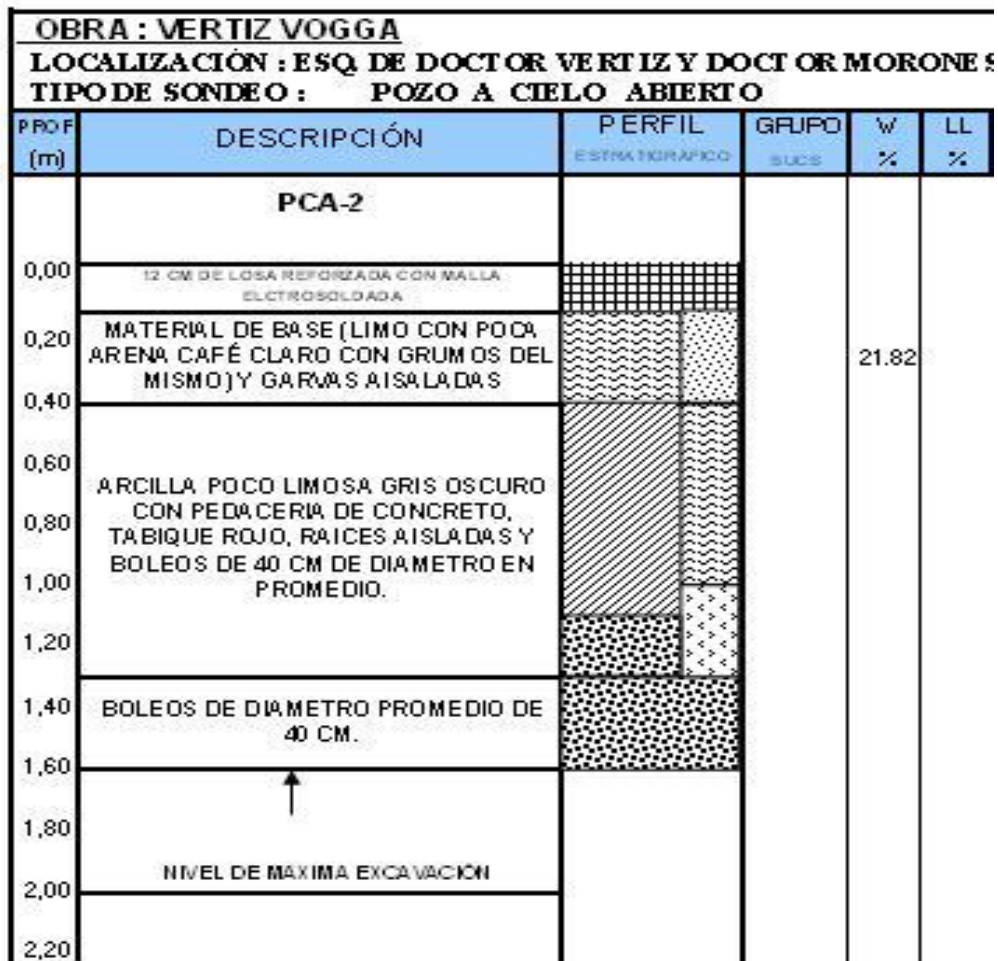 OBRA : VERTIZ VOGGA
LOCALIZACIÓN : ESQ. DE DOCTOR VERTIZ Y DOCTOR MORONES
TIPO DE SONDEO : POZO A CIELO ABIERTO
PROF (m)
DESCRIPCIÓN
PERFIL
ESTRATIGRAFICO
GRUPO
SUCS
W
%
LL
%
PCA-2
0,00
12 CM DE LOSA REFORZADA CON MALLA
ELCTROSOLDADA
0,20
MATERIAL DE BASE (LIMO CON POCA
ARENA CAFÉ CLARO CON GRUMOS DEL
MISMO) Y GARVAS AISALADAS
21.82
0,40
0,60
0,80
1,00
1,20
ARCILLA POCO LIMOSA GRIS OSCURO
CON PEDACERIA DE CONCRETO,
TABIQUE ROJO, RAICES AISLADAS Y
BOLEOS DE 40 CM DE DIAMETRO EN
PROMEDIO.
1,40
BOLEOS DE DIAMETRO PROMEDIO DE
40 CM.
1,60
1,80
NIVEL DE MAXIMA EXCAVACIÓN
2,00
2,20